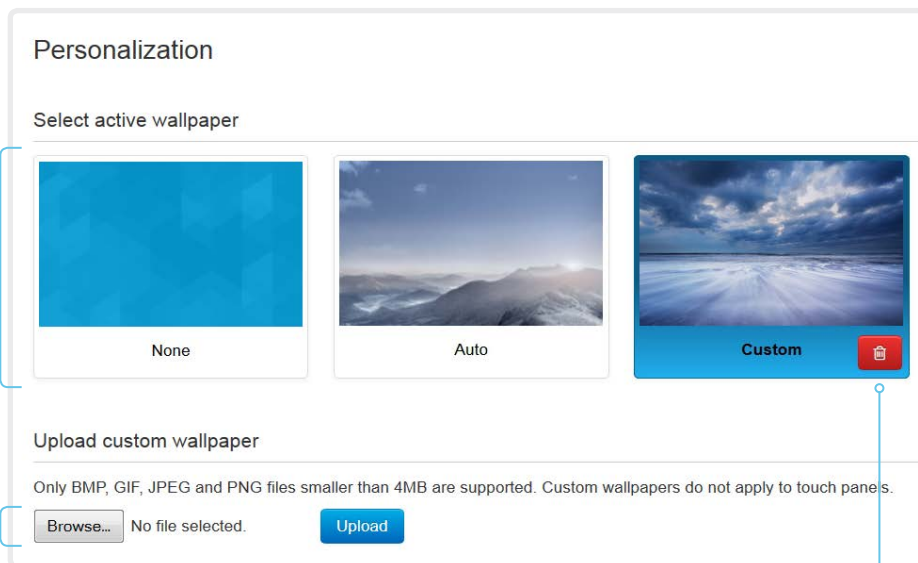 Personalization
Select active wallpaper
None
Auto
Custom
Upload custom wallpaper
Only BMP, GIF, JPEG and PNG files smaller than 4MB are supported. Custom wallpapers do not apply to touch panels.
Browse... No file selected. Upload